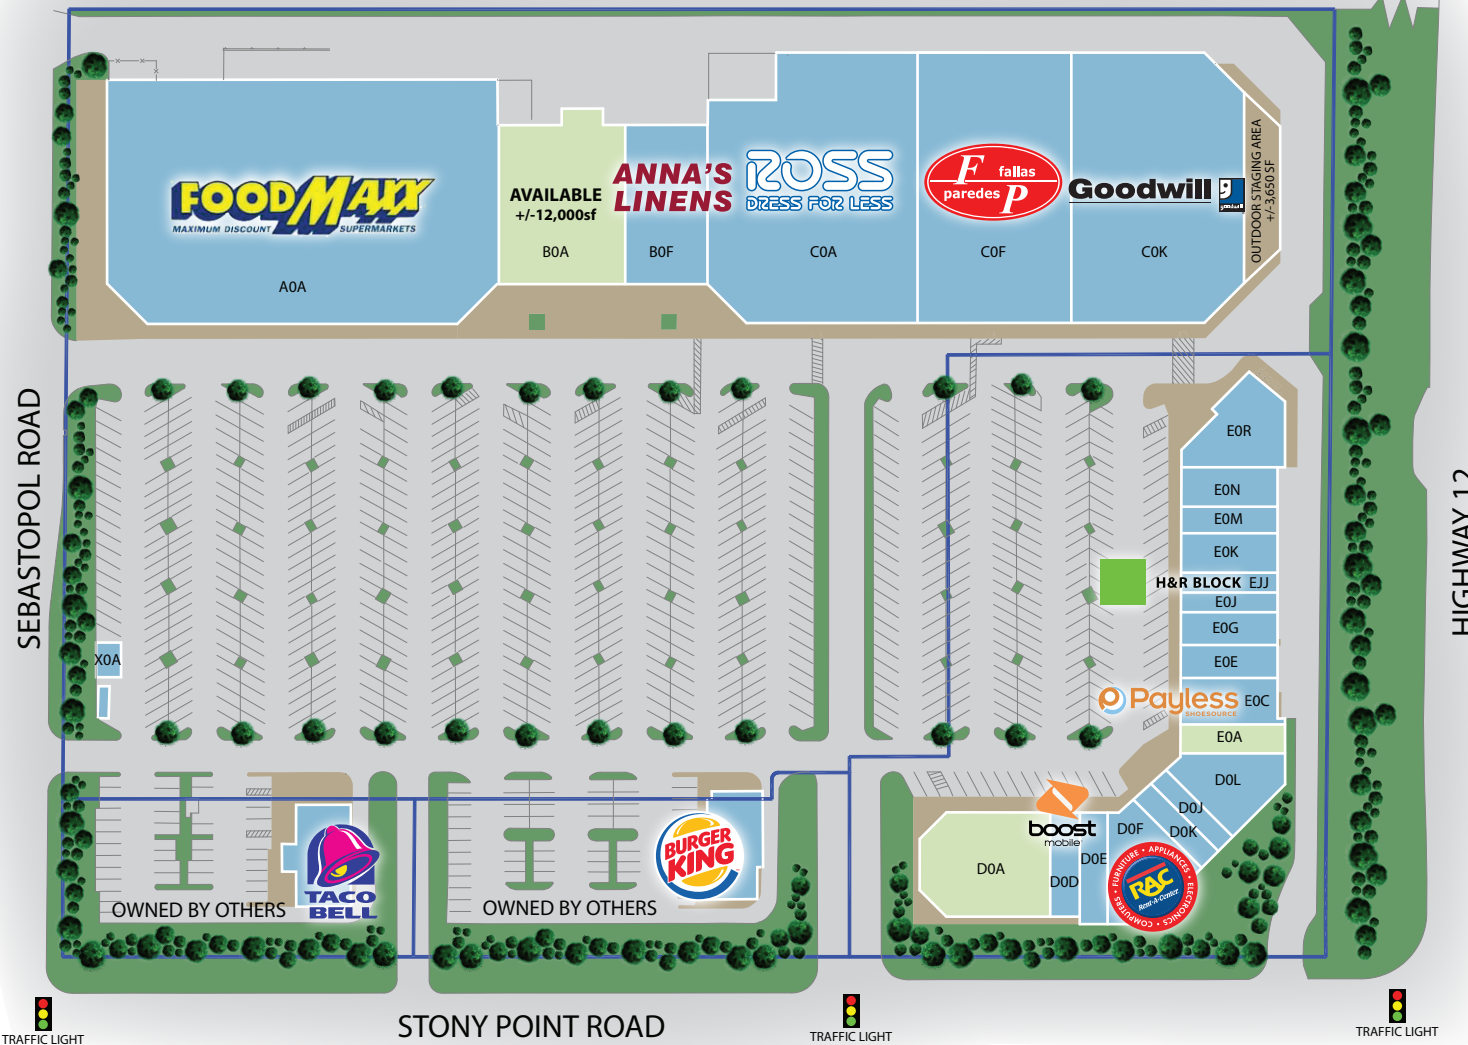 FOODMAXX
MAXIMUM DISCOUNT SUPERMARKETS
A0A
AVAILABLE
+/-12,000sf
B0A
ANNA'S
LINENS
B0F
ROSS
DRESS FOR LESS
C0A
F fallas
paredes P
C0F
Goodwill
goodwill
C0K
OUTDOOR STAGING AREA
+/-3,650 SF
SEBASTOPOL ROAD
HIGHWAY 12
E0R
E0N
E0M
E0K
H&R BLOCK EJJ
E0J
E0G
E0E
Payless
SHOESOURCE
E0C
E0A
X0A
D0L
D0J
D0K
D0F
boost
mobile
D0E
D0D
D0A
FURNITURE • APPLIANCES • ELECTRONICS • COMPUTERS •
RAC
Rent-A-Center
TACO
BELL
OWNED BY OTHERS
BURGER
KING
OWNED BY OTHERS
STONY POINT ROAD
TRAFFIC LIGHT
TRAFFIC LIGHT
TRAFFIC LIGHT